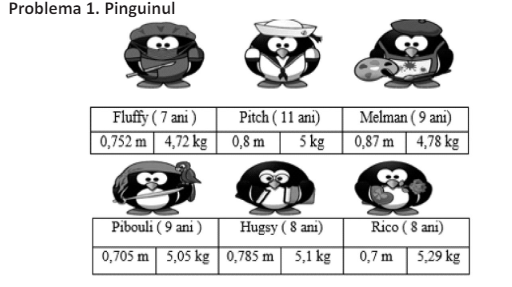 Problema 1. Pinguinul
Fluffy ( 7 ani ) Pitch ( 11 ani) Melman ( 9 ani)
0,752 m 4,72 kg 0,8 m 5 kg 0,87 m 4,78 kg
Pibouli ( 9 ani ) Hugsy ( 8 ani) Rico ( 8 ani)
0,705 m 5,05 kg 0,785 m 5,1 kg 0,7 m 5,29 kg